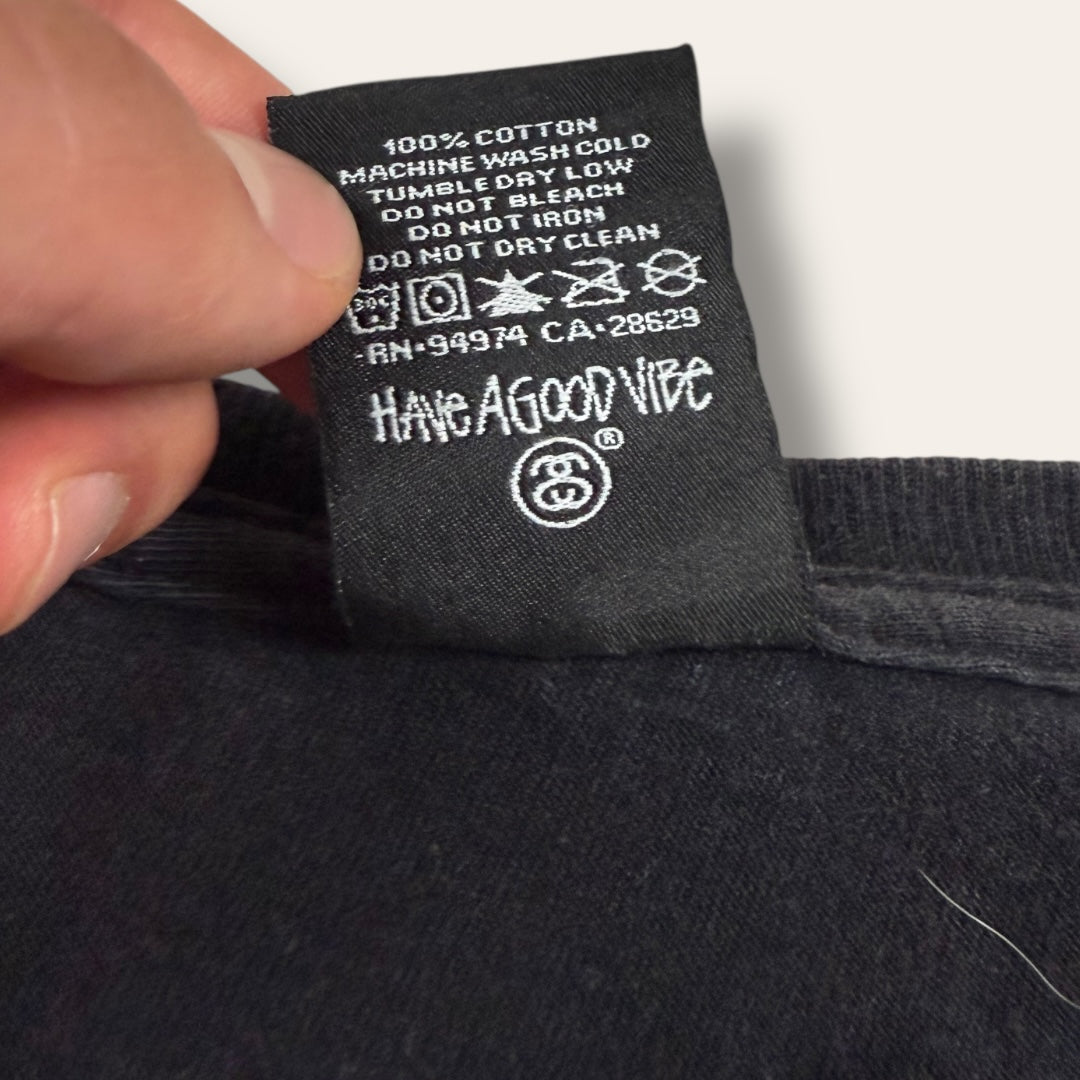 100% COTTON
MACHINE WASH COLD
TUMBLE DRY LOW
DO NOT BLEACH
DO NOT IRON
DO NOT DRY CLEAN
30C
-RN•94974 CA•28629
HAVE A GOOD VIBE
®